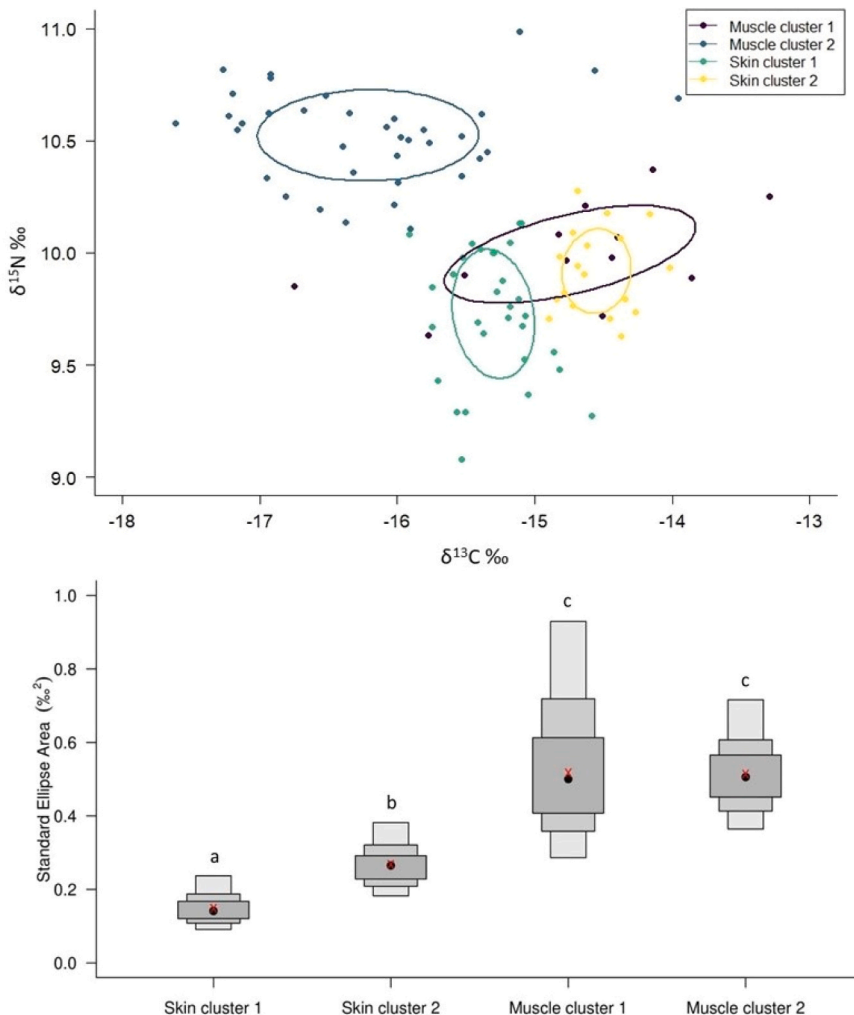 11.0
10.5
10.0
9.5
9.0
δ¹⁵N ‰
Muscle cluster 1
Muscle cluster 2
Skin cluster 1
Skin cluster 2
-18 -17 -16 -15 -14 -13
δ¹³C ‰
1.0
0.8
0.6
0.4
0.2
0.0
Standard Ellipse Area (‰²)
a
b
c
c
x
x
x
x
Skin cluster 1 Skin cluster 2 Muscle cluster 1 Muscle cluster 2